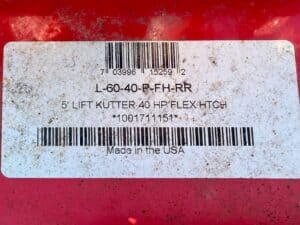 7 03996 15259 2
L-60-40-P-FH-RR
5' LIFT KUTTER 40 HP FLEX HTCH
*1001711151*
Made in the USA